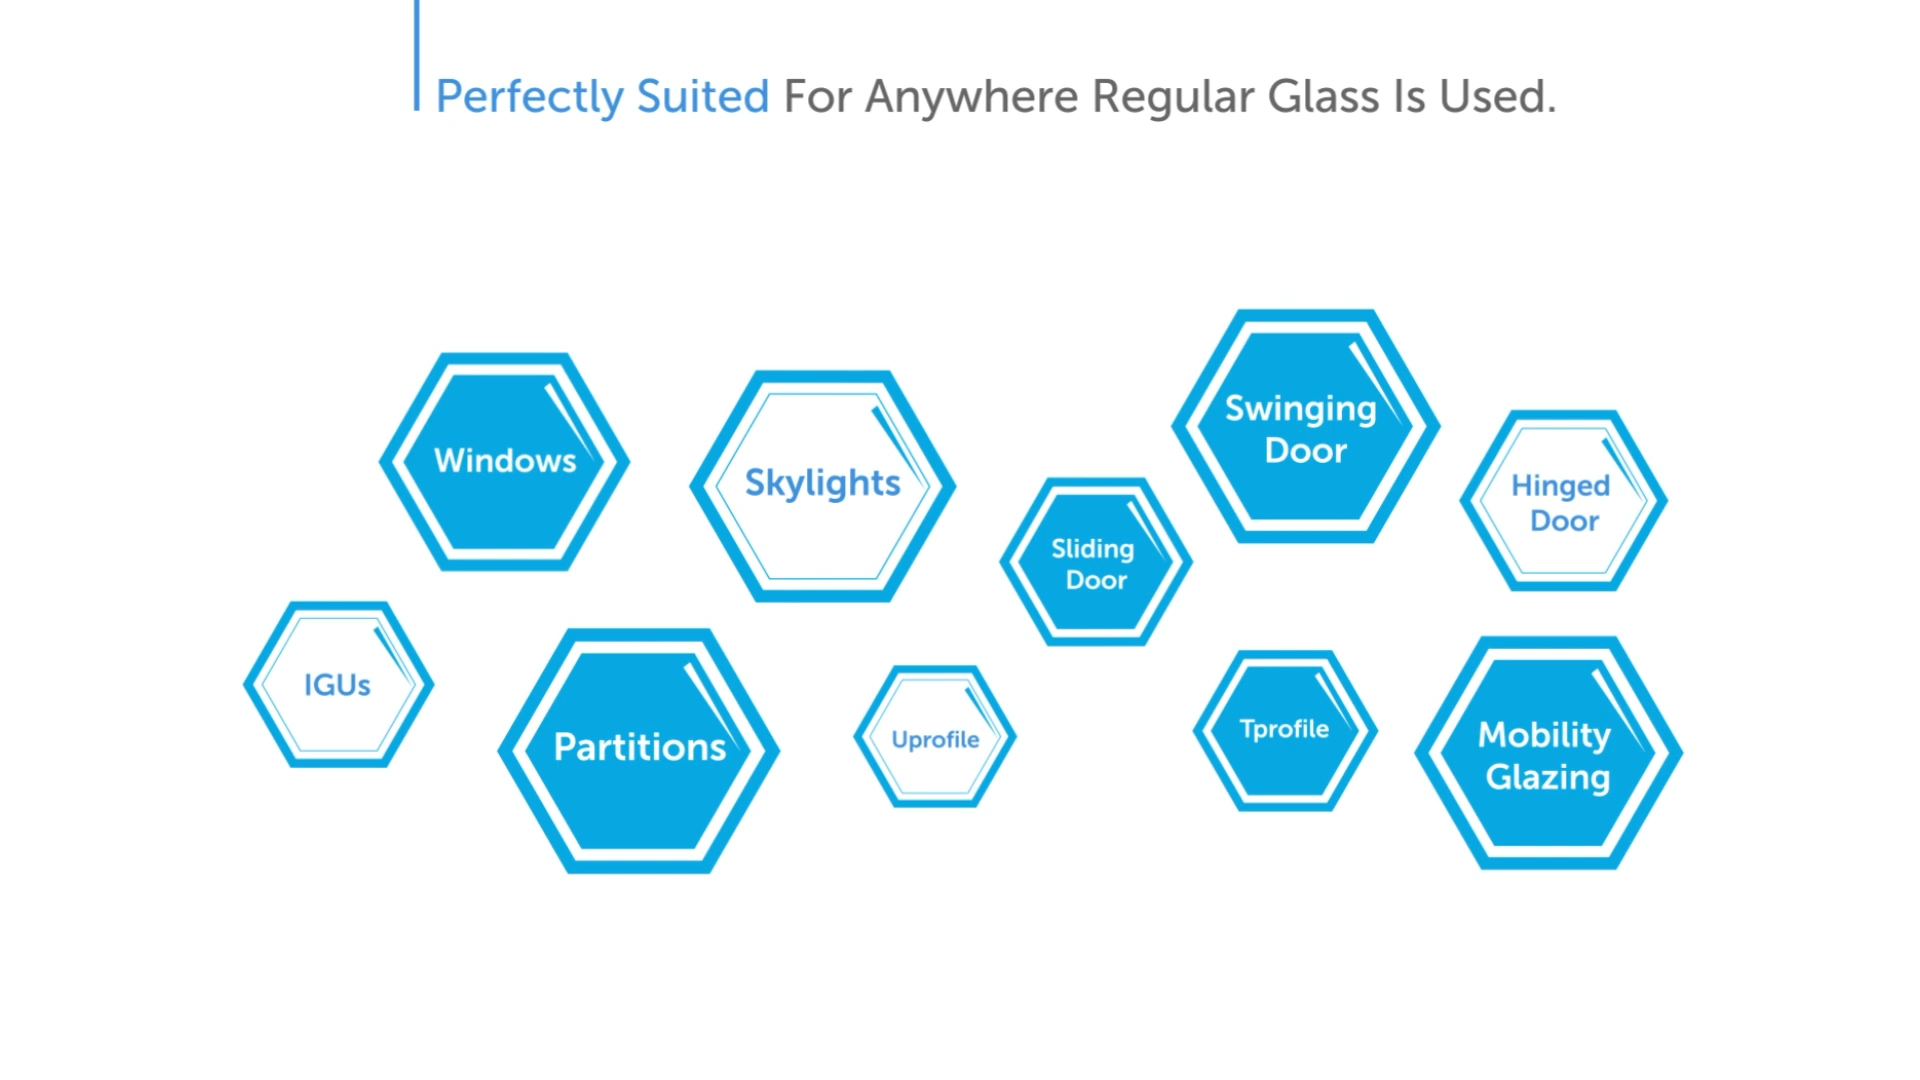 Perfectly Suited For Anywhere Regular Glass Is Used.
Windows
Skylights
Swinging
Door
Hinged
Door
Sliding
Door
IGUs
Partitions
Uprofile
Tprofile
Mobility
Glazing